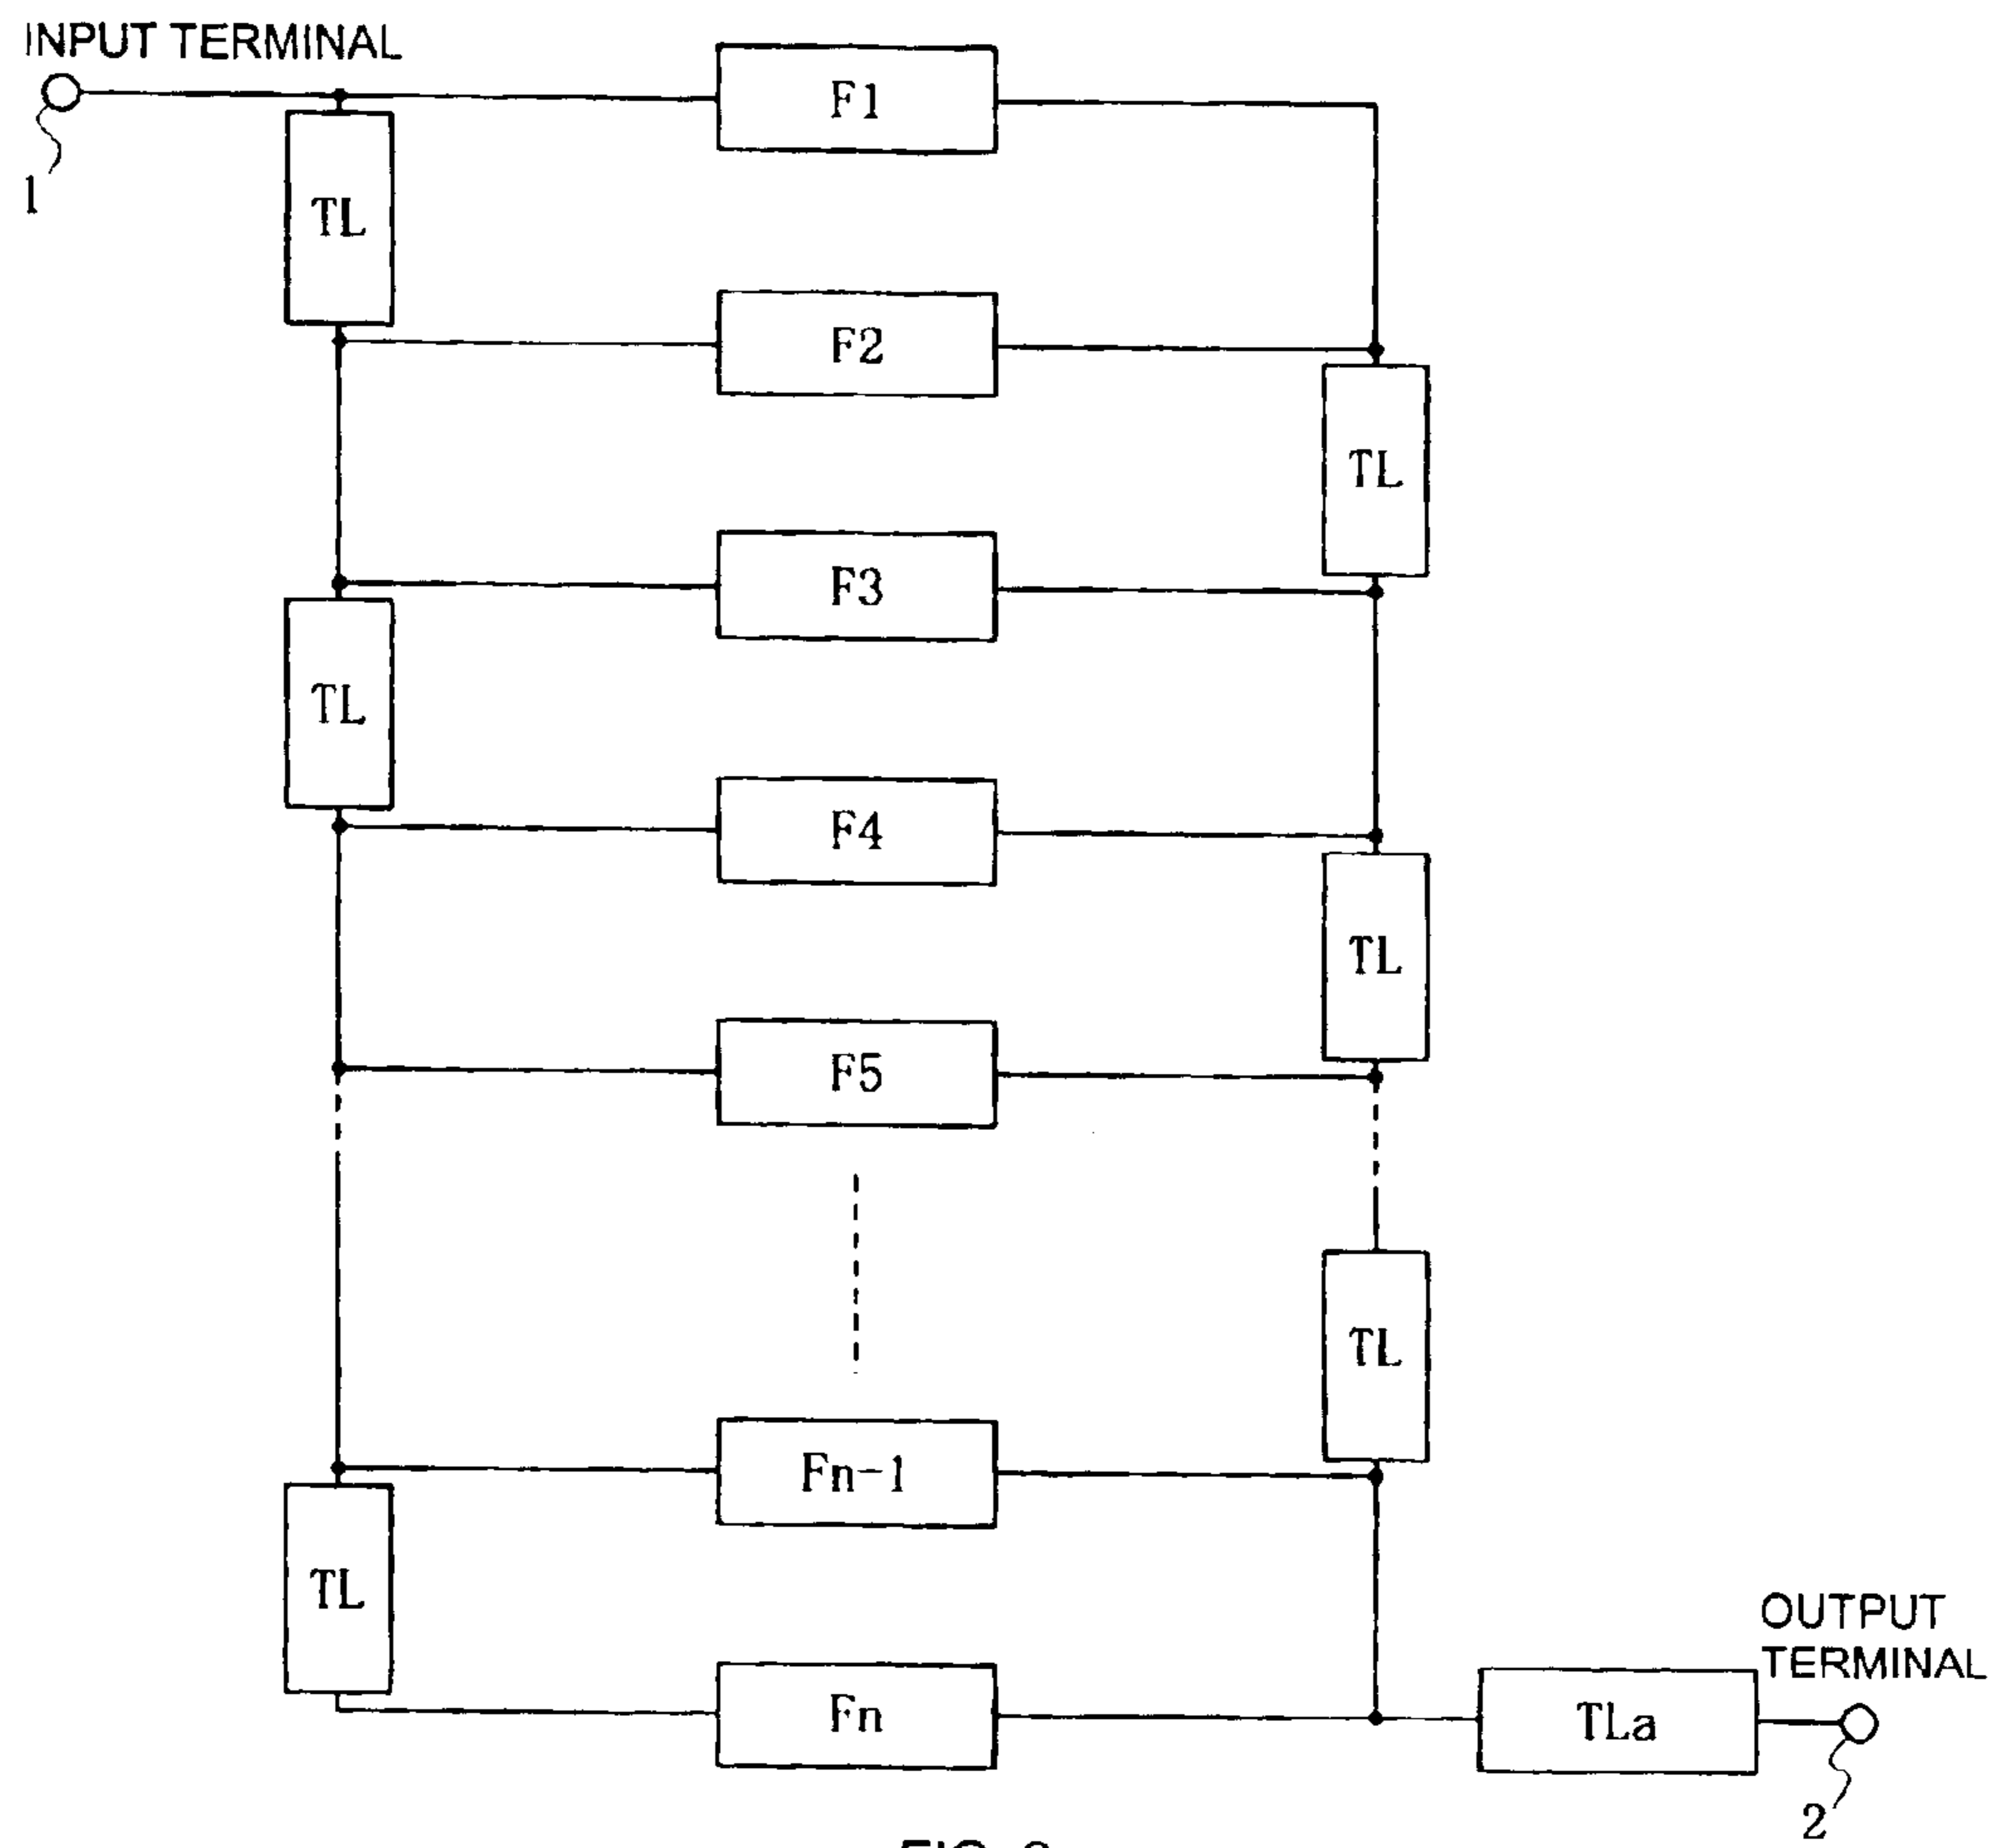 INPUT TERMINAL
1
F1
TL
F2
TL
F3
TL
F4
TL
F5
TL
Fn-1
TL
Fn
TLa
OUTPUT
TERMINAL
2